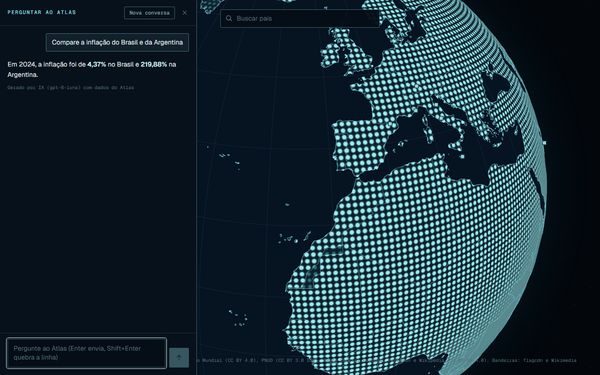 PERGUNTAR AO ATLAS
Nova conversa
×
Buscar país
Compare a inflação do Brasil e da Argentina
Em 2024, a inflação foi de 4,37% no Brasil e 219,88% na
Argentina.
Gerado por IA (gpt-6-luna) com dados do Atlas
Pergunte ao Atlas (Enter envia, Shift+Enter
quebra a linha)
o Mundial (CC BY 4.0), PNUD (CC BY 3.0
Wikimedia
Bandeiras: flagcdn e Wikimedia